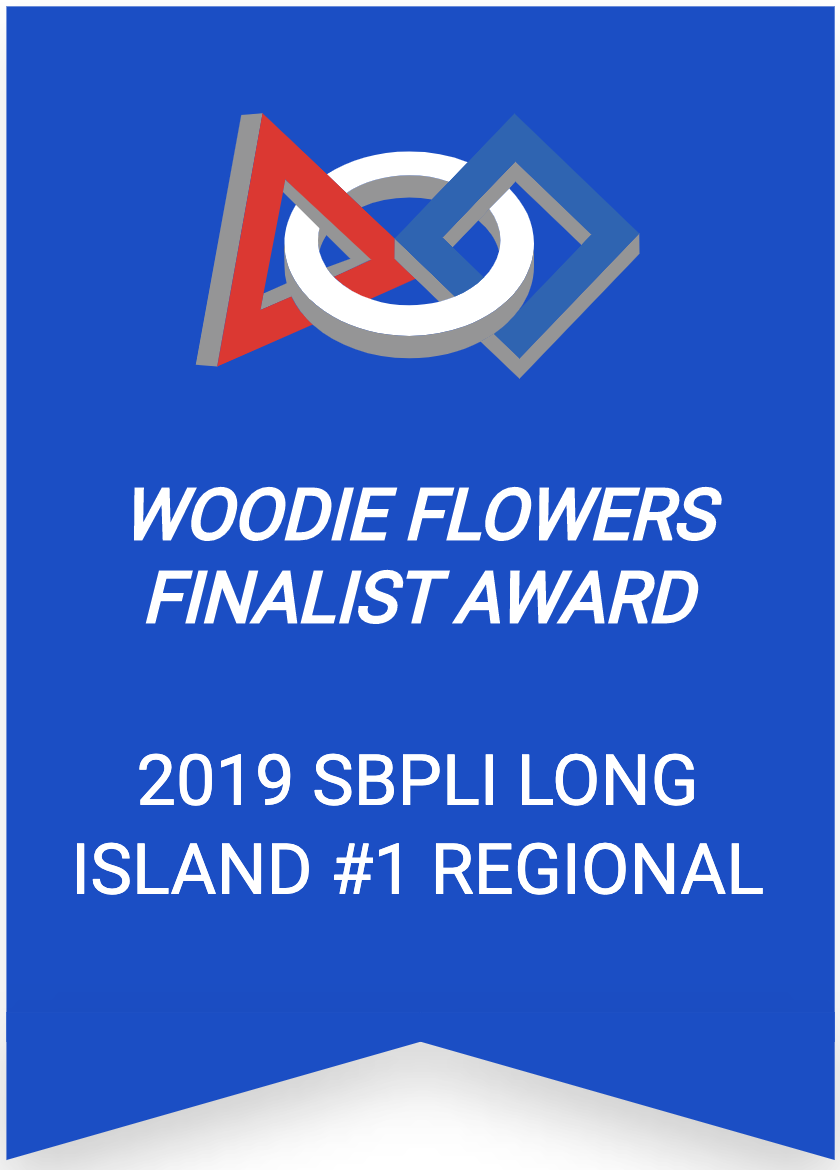 WOODIE FLOWERS
FINALIST AWARD
2019 SBPLI LONG
ISLAND #1 REGIONAL